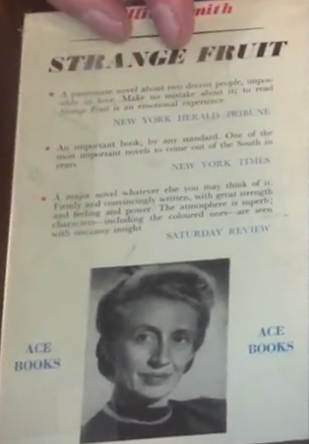 Smith
STRANGE FRUIT
A passionate novel about two decent people, impos-
sibly in love. Make no mistake about it; to read
Strange Fruit is an emotional experience
NEW YORK HERALD TRIBUNE
An important book, by any standard. One of the
most important novels to come out of the South in
years
NEW YORK TIMES
A major novel whatever else you may think of it.
Firmly and convincingly written, with great strength
and feeling and power. The atmosphere is superb;
characters—including the coloured ones—are seen
with uncanny insight
SATURDAY REVIEW
ACE
BOOKS
ACE
BOOKS